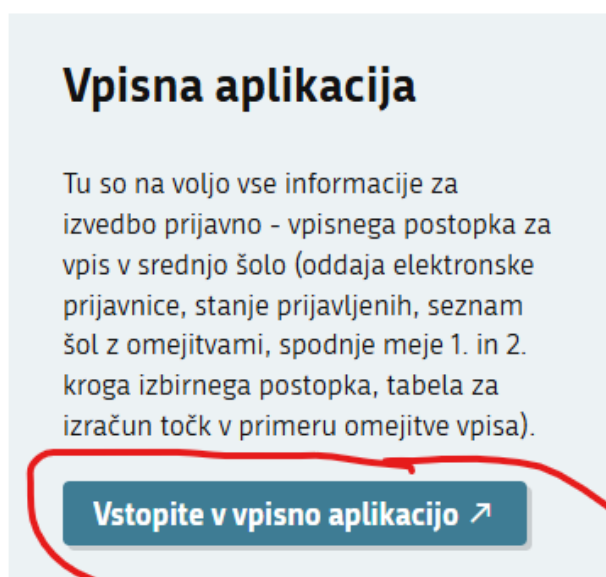 Vpisna aplikacija
Tu so na voljo vse informacije za
izvedbo prijavno - vpisnega postopka za
vpis v srednjo šolo (oddaja elektronske
prijavnice, stanje prijavljenih, seznam
šol z omejitvami, spodnje meje 1. in 2.
kroga izbirnega postopka, tabela za
izračun točk v primeru omejitve vpisa).
Vstopite v vpisno aplikacijo ↗